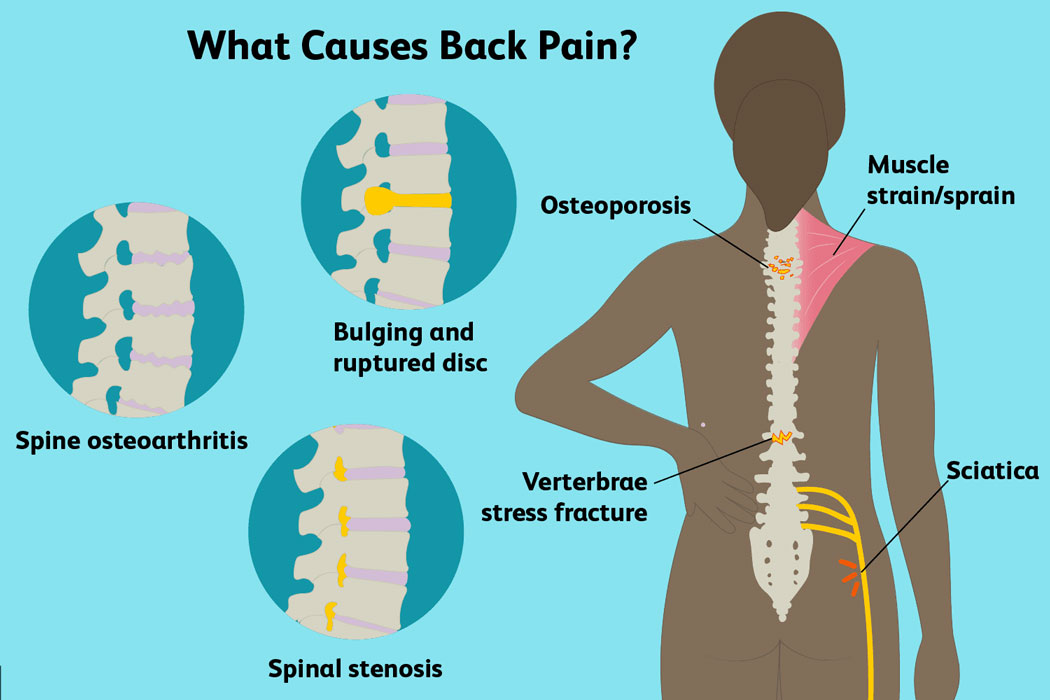 What Causes Back Pain?
Muscle
strain/sprain
Osteoporosis
Bulging and
ruptured disc
Spine osteoarthritis
Verterbrae
stress fracture
Sciatica
Spinal stenosis